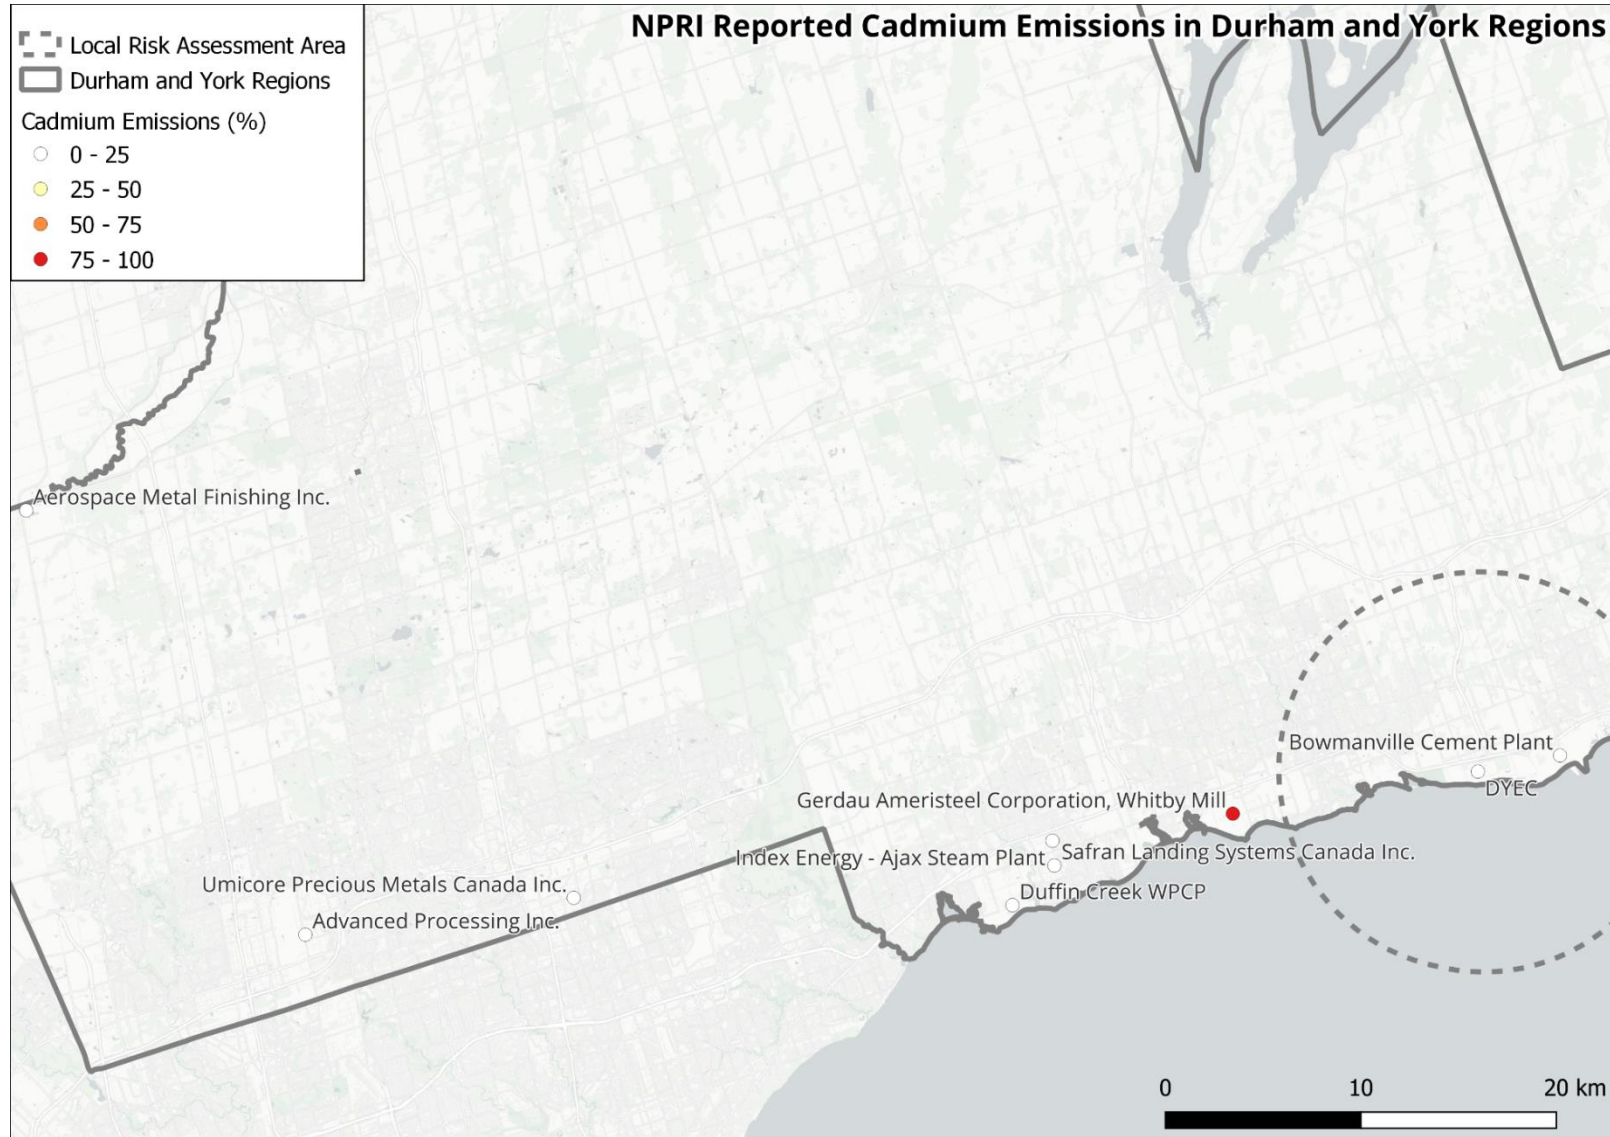 NPRI Reported Cadmium Emissions in Durham and York Regions
Local Risk Assessment Area
Durham and York Regions
Cadmium Emissions (%)
0 - 25
25 - 50
50 - 75
75 - 100
Aerospace Metal Finishing Inc.
Bowmanville Cement Plant
DYEC
Gerdau Ameristeel Corporation, Whitby Mill
Safran Landing Systems Canada Inc.
Index Energy - Ajax Steam Plant
Duffin Creek WPCP
Umicore Precious Metals Canada Inc.
Advanced Processing Inc.
0 10 20 km